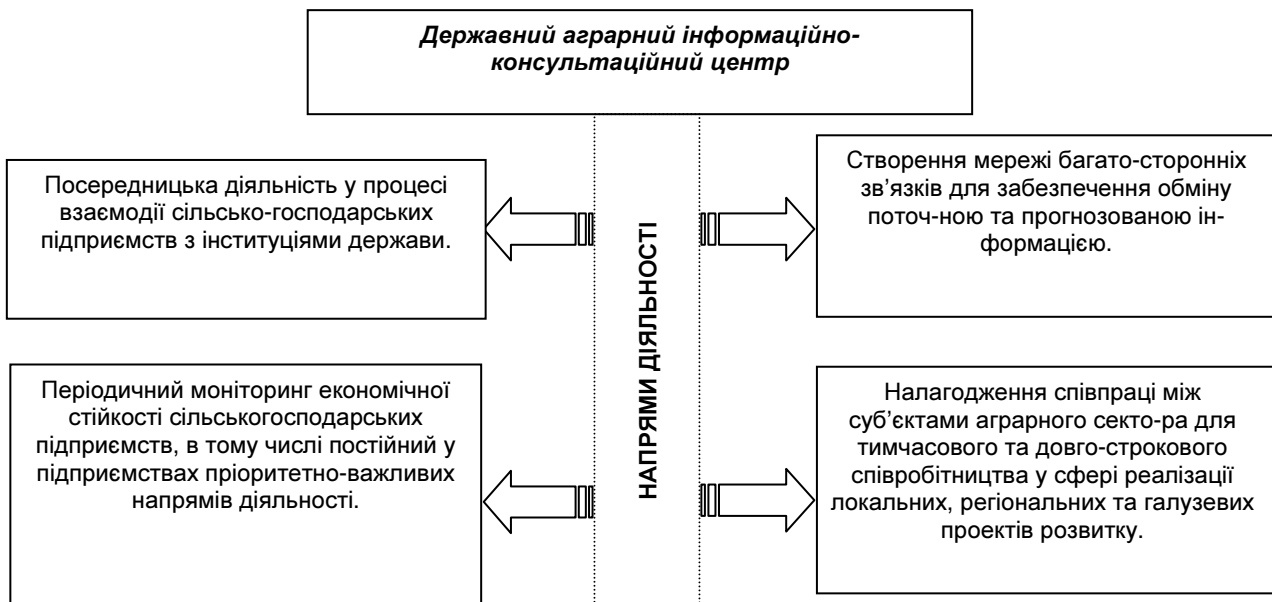 Державний аграрний інформаційно-
консультаційний центр
Посередницька діяльність у процесі
взаємодії сільсько-господарських
підприємств з інституціями держави.
Створення мережі багато-сторонніх
зв’язків для забезпечення обміну
поточ-ною та прогнозованою ін-
формацією.
НАПРЯМИ ДІЯЛЬНОСТІ
Періодичний моніторинг економічної
стійкості сільськогосподарських
підприємств, в тому числі постійний у
підприємствах пріоритетно-важливих
напрямів діяльності.
Налагодження співпраці між
суб’єктами аграрного секто-ра для
тимчасового та довго-строкового
співробітництва у сфері реалізації
локальних, регіональних та галузевих
проектів розвитку.